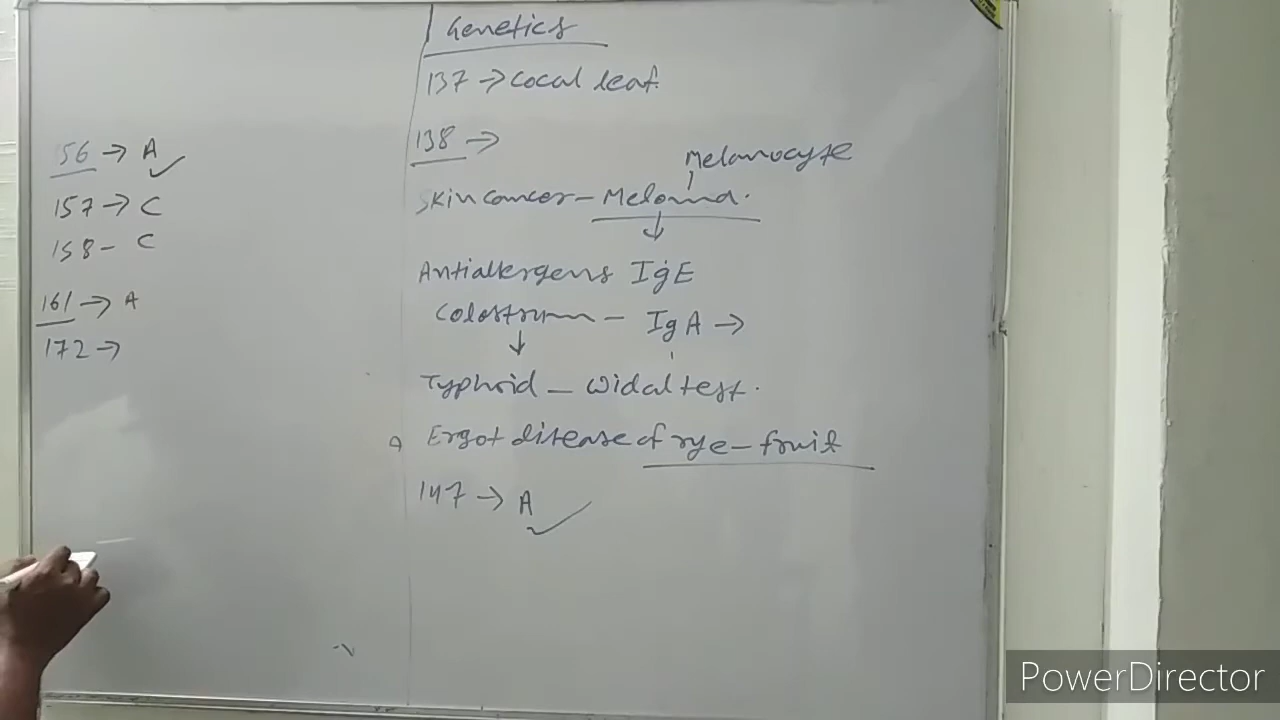 56 → A ✓
157 → C
158 - C
161 → A
172 →
Genetics
137 → Cocal leaf.
138 →
Melanocyte
Skin cancer - Meloma.
Antiallergens IgE
Colostrum - IgA →
Typhoid - Widal test.
Ergot disease of rye - fruit
147 → A ✓
PowerDirector